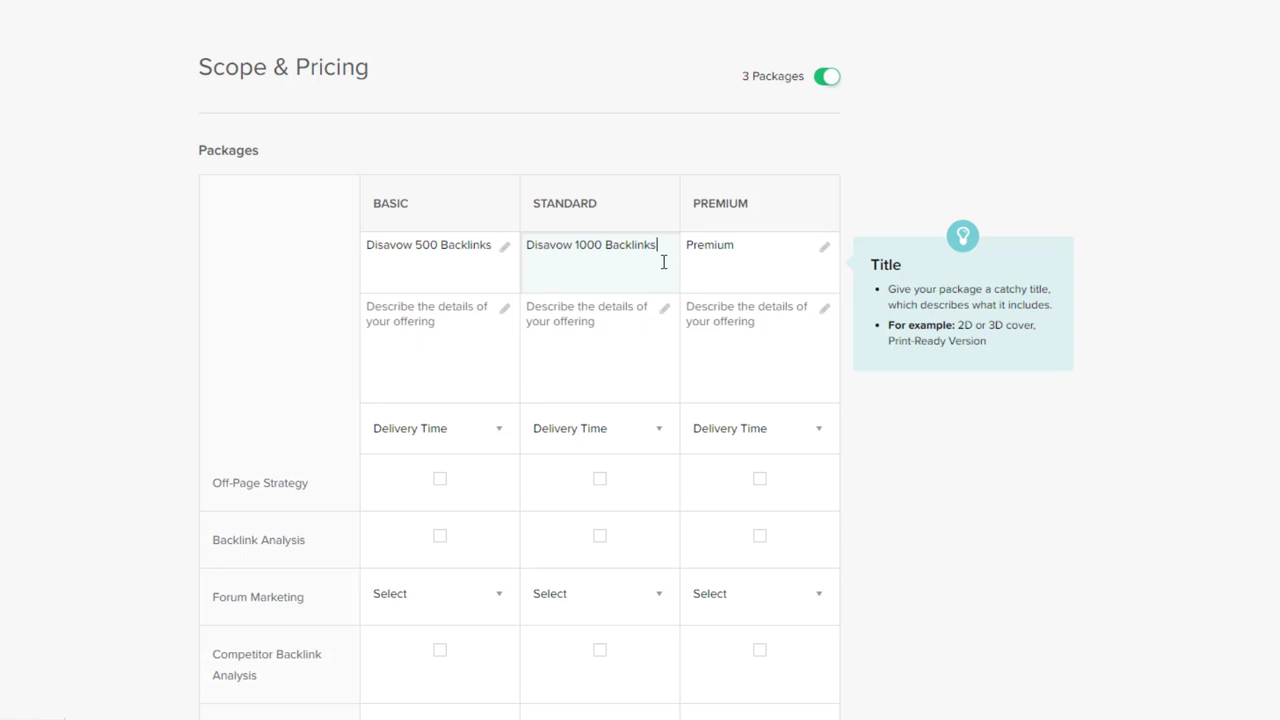 Scope & Pricing
3 Packages
Packages
BASIC
STANDARD
PREMIUM
Disavow 500 Backlinks
Disavow 1000 Backlinks
Premium
Describe the details of
your offering
Describe the details of
your offering
Describe the details of
your offering
Delivery Time
Delivery Time
Delivery Time
Off-Page Strategy
Backlink Analysis
Forum Marketing
Select
Select
Select
Competitor Backlink
Analysis
Title
• Give your package a catchy title,
which describes what it includes.
• For example: 2D or 3D cover,
Print-Ready Version